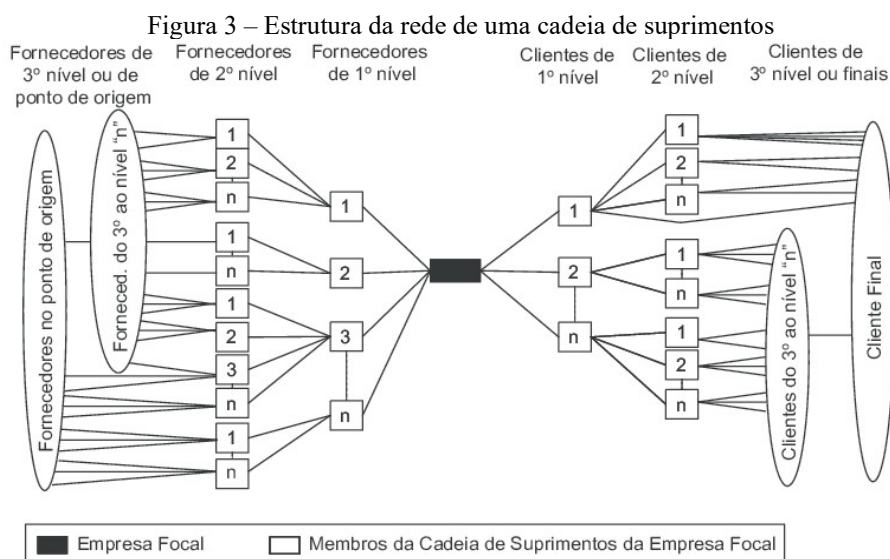 Figura 3 – Estrutura da rede de uma cadeia de suprimentos
Fornecedores de
3º nível ou de
ponto de origem
Fornecedores
de 2º nível
Fornecedores
de 1º nível
Clientes de
1º nível
Clientes de
2º nível
Clientes de
3º nível ou finais
Fornecedores no ponto de origem
Forneced. do 3º ao nível "n"
1
2
n
1
n
1
2
3
n
1
n
1
2
3
n
1
2
n
1
2
n
1
n
1
2
n
Clientes do 3º ao nível "n"
Cliente Final
Empresa Focal
Membros da Cadeia de Suprimentos da Empresa Focal